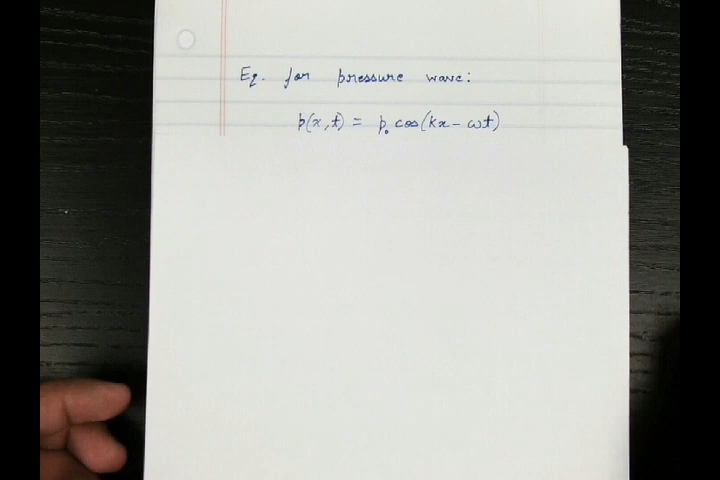 Eq. for pressure wave:
p(x,t) = p₀ cos(kx - ωt)